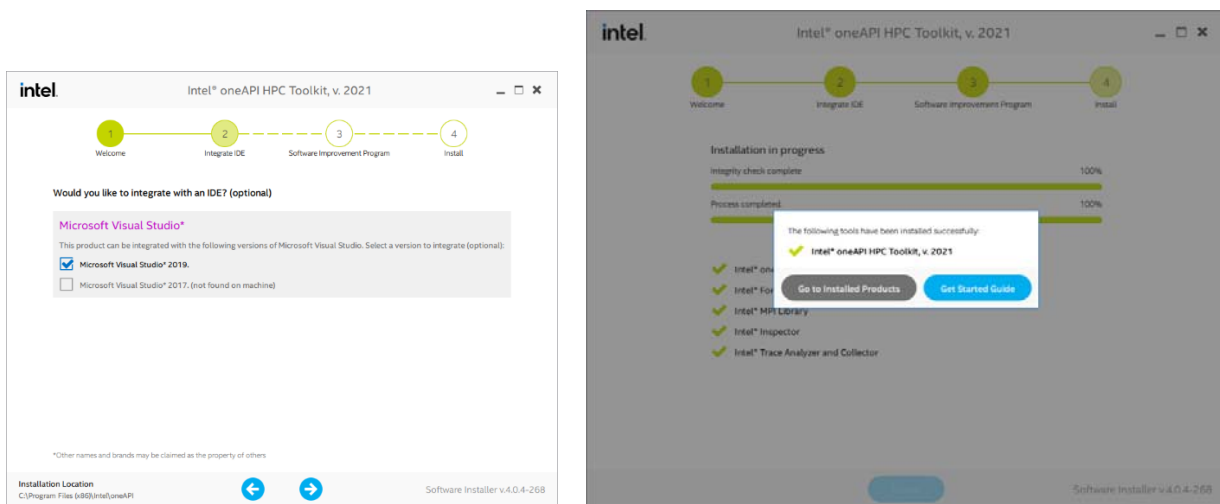 intel.
Intel® oneAPI HPC Toolkit, v. 2021
1
2
3
4
Welcome
Integrate IDE
Software Improvement Program
Install
Would you like to integrate with an IDE? (optional)
Microsoft Visual Studio*
This product can be integrated with the following versions of Microsoft Visual Studio. Select a version to integrate (optional):
Microsoft Visual Studio* 2019.
Microsoft Visual Studio* 2017. (not found on machine)
*Other names and brands may be claimed as the property of others
Installation Location
C:\Program Files (x86)\Intel\oneAPI
Software Installer v.4.0.4-268
intel.
Intel® oneAPI HPC Toolkit, v. 2021
1
2
3
4
Welcome
Integrate IDE
Software Improvement Program
Install
Installation in progress
Integrity check complete 100%
Process completed 100%
The following tools have been installed successfully:
Intel® oneAPI HPC Toolkit, v. 2021
Go to Installed Products
Get Started Guide
Intel®
Intel®
Intel® MPI Library
Intel® Inspector
Intel® Trace Analyzer and Collector
Software Installer v.4.0.4-268